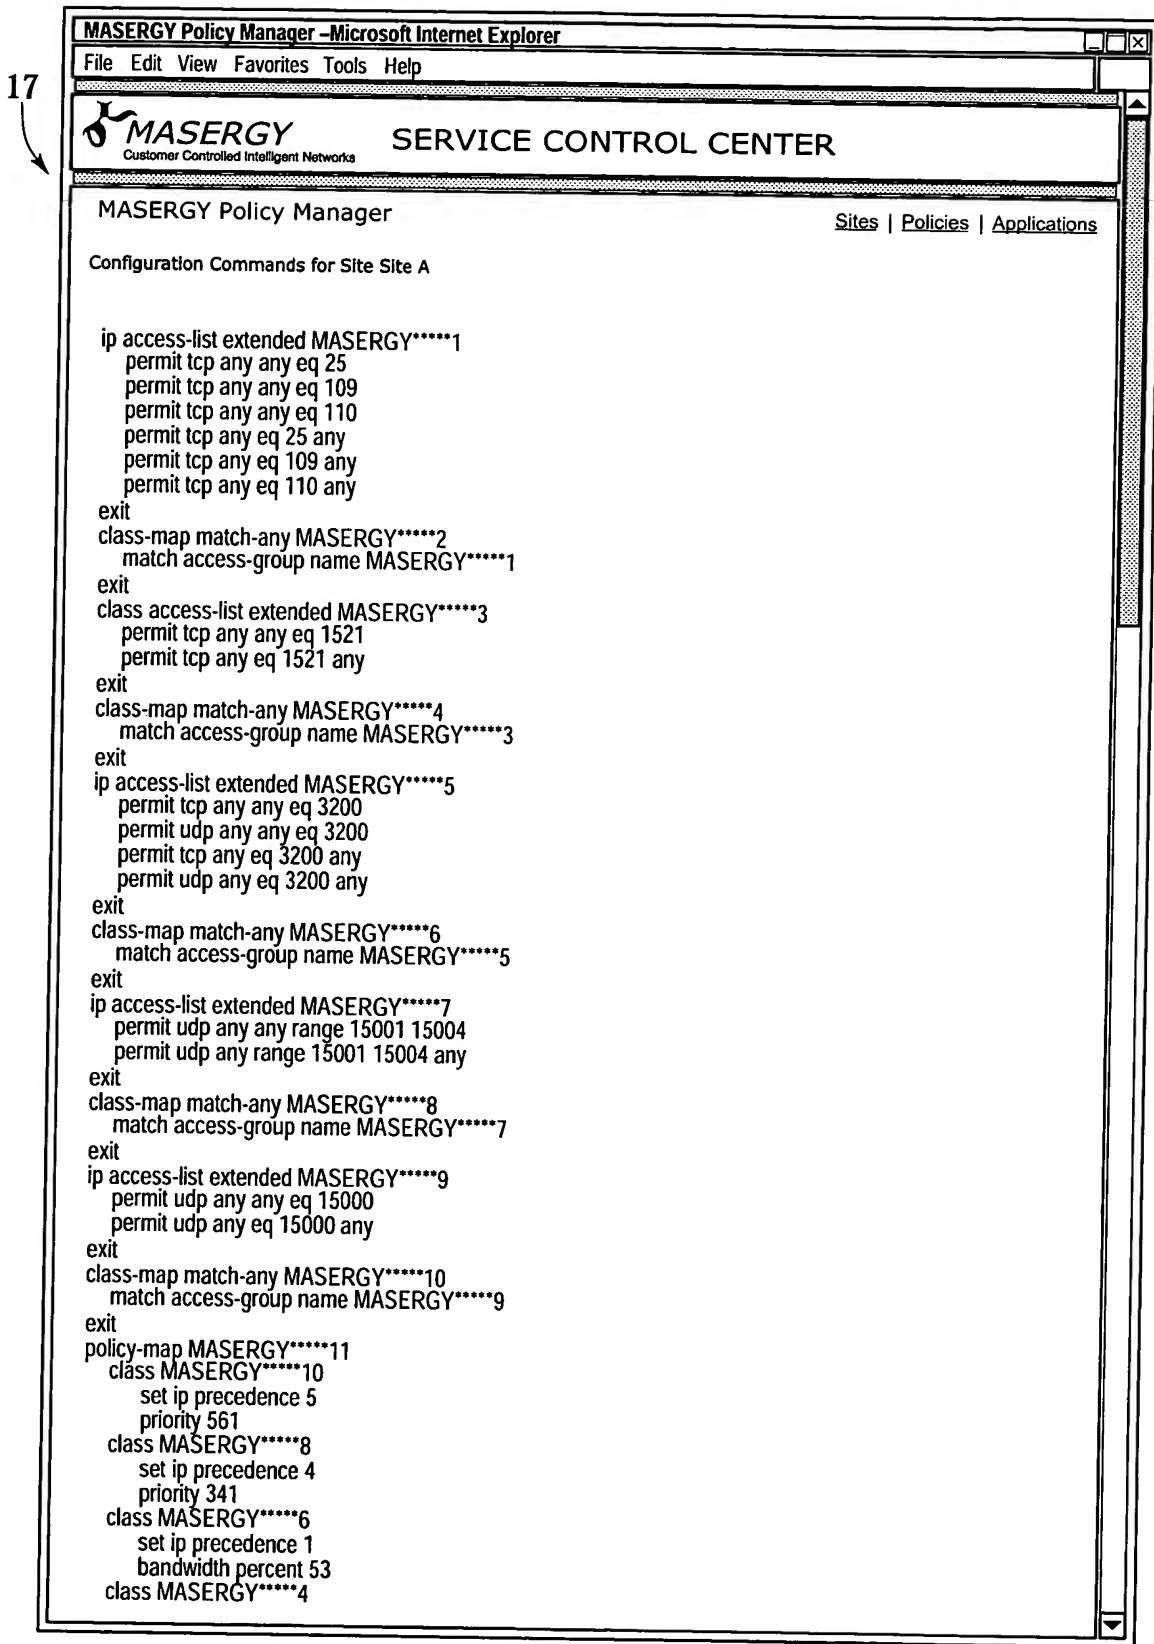 MASERGY Policy Manager –Microsoft Internet Explorer
File Edit View Favorites Tools Help
17
MASERGY
Customer Controlled Intelligent Networks
SERVICE CONTROL CENTER
MASERGY Policy Manager
Sites | Policies | Applications
Configuration Commands for Site Site A
ip access-list extended MASERGY*****1
permit tcp any any eq 25
permit tcp any any eq 109
permit tcp any any eq 110
permit tcp any eq 25 any
permit tcp any eq 109 any
permit tcp any eq 110 any
exit
class-map match-any MASERGY*****2
match access-group name MASERGY*****1
exit
class access-list extended MASERGY*****3
permit tcp any any eq 1521
permit tcp any eq 1521 any
exit
class-map match-any MASERGY*****4
match access-group name MASERGY*****3
exit
ip access-list extended MASERGY*****5
permit tcp any any eq 3200
permit udp any any eq 3200
permit tcp any eq 3200 any
permit udp any eq 3200 any
exit
class-map match-any MASERGY*****6
match access-group name MASERGY*****5
exit
ip access-list extended MASERGY*****7
permit udp any any range 15001 15004
permit udp any range 15001 15004 any
exit
class-map match-any MASERGY*****8
match access-group name MASERGY*****7
exit
ip access-list extended MASERGY*****9
permit udp any any eq 15000
permit udp any eq 15000 any
exit
class-map match-any MASERGY*****10
match access-group name MASERGY*****9
exit
policy-map MASERGY*****11
class MASERGY*****10
set ip precedence 5
priority 561
class MASERGY*****8
set ip precedence 4
priority 341
class MASERGY*****6
set ip precedence 1
bandwidth percent 53
class MASERGY*****4